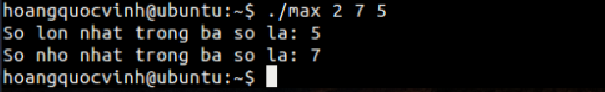 hoangquocvinh@ubuntu:~$ ./max 2 7 5
So lon nhat trong ba so la: 5
So nho nhat trong ba so la: 7
hoangquocvinh@ubuntu:~$